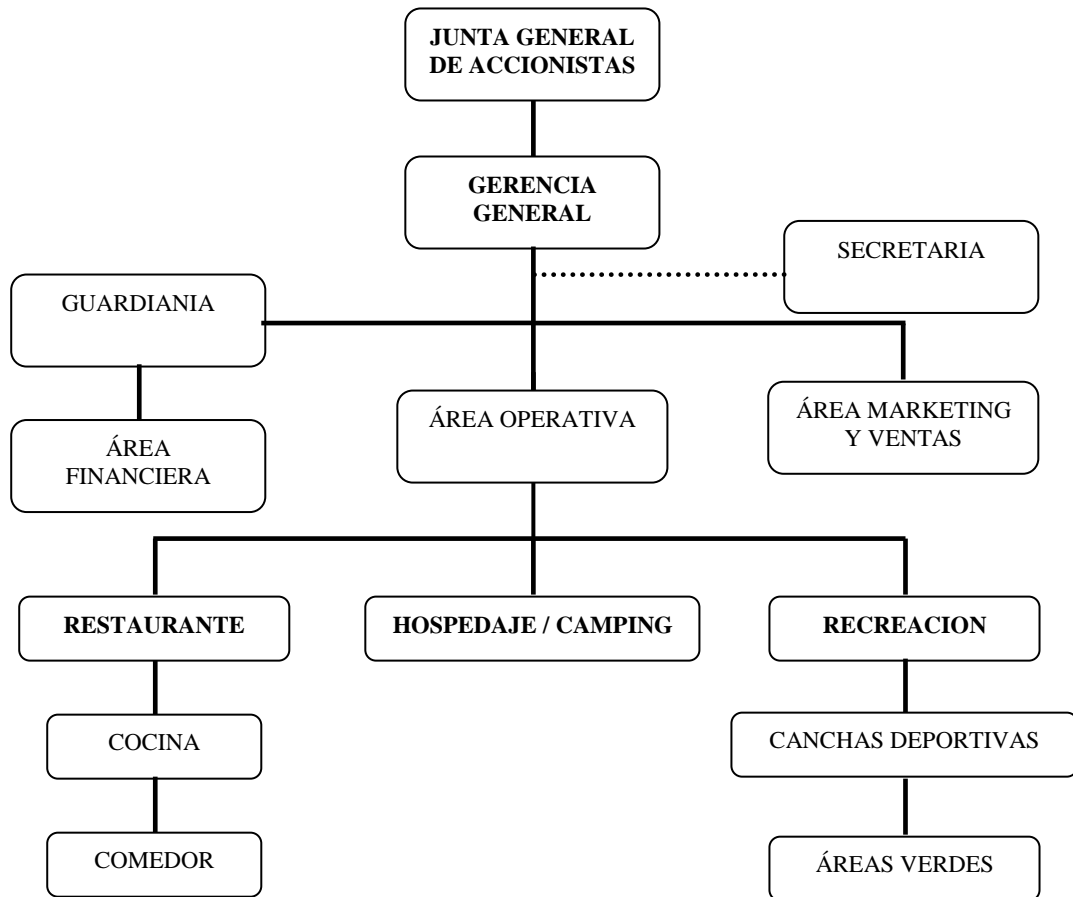 JUNTA GENERAL
DE ACCIONISTAS
GERENCIA
GENERAL
SECRETARIA
GUARDIANIA
ÁREA OPERATIVA
ÁREA MARKETING
Y VENTAS
ÁREA
FINANCIERA
RESTAURANTE
HOSPEDAJE / CAMPING
RECREACION
COCINA
CANCHAS DEPORTIVAS
COMEDOR
ÁREAS VERDES